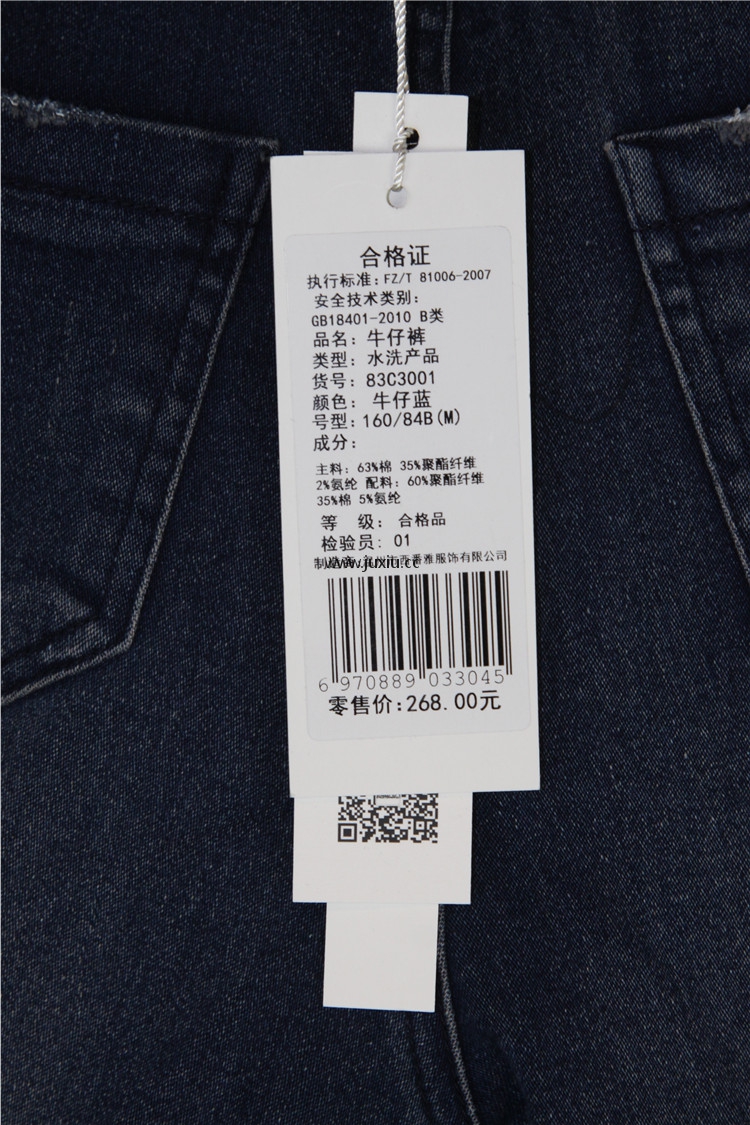 合格证
执行标准：FZ/T 81006-2007
安全技术类别：
GB18401-2010 B类
品名：牛仔裤
类型：水洗产品
货号：83C3001
颜色：牛仔蓝
号型：160/84B(M)
成分：
主料：63%棉 35%聚酯纤维
2%氨纶 配料：60%聚酯纤维
35%棉 5%氨纶
等 级：合格品
检验员：01
西番雅服饰有限公司
www.juxiu.cc
6 970889 033045
零售价:268.00元